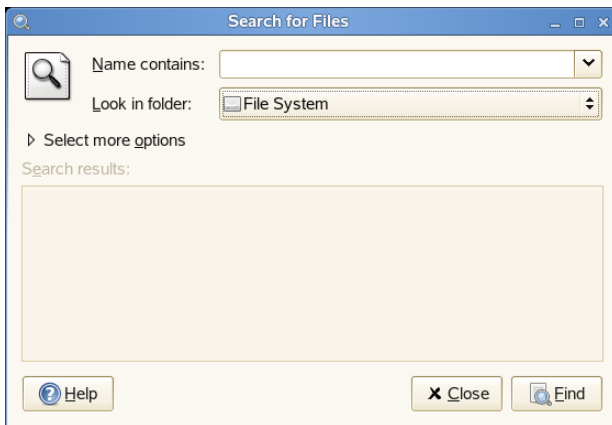 Search for Files
Name contains:
Look in folder: File System
Select more options
Search results:
Help Close Find